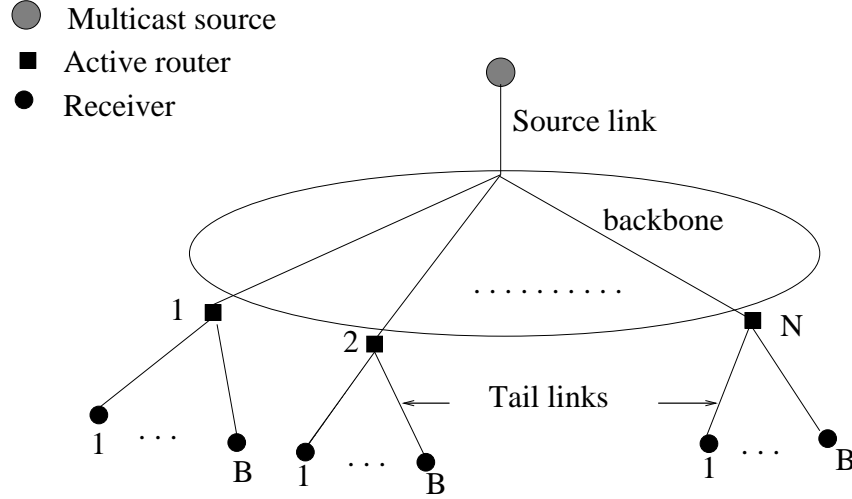 Multicast source
Active router
Receiver
Source link
backbone
. . . . . . . . . .
1
2
N
Tail links
1 . . . B
1 . . . B
1 . . . B